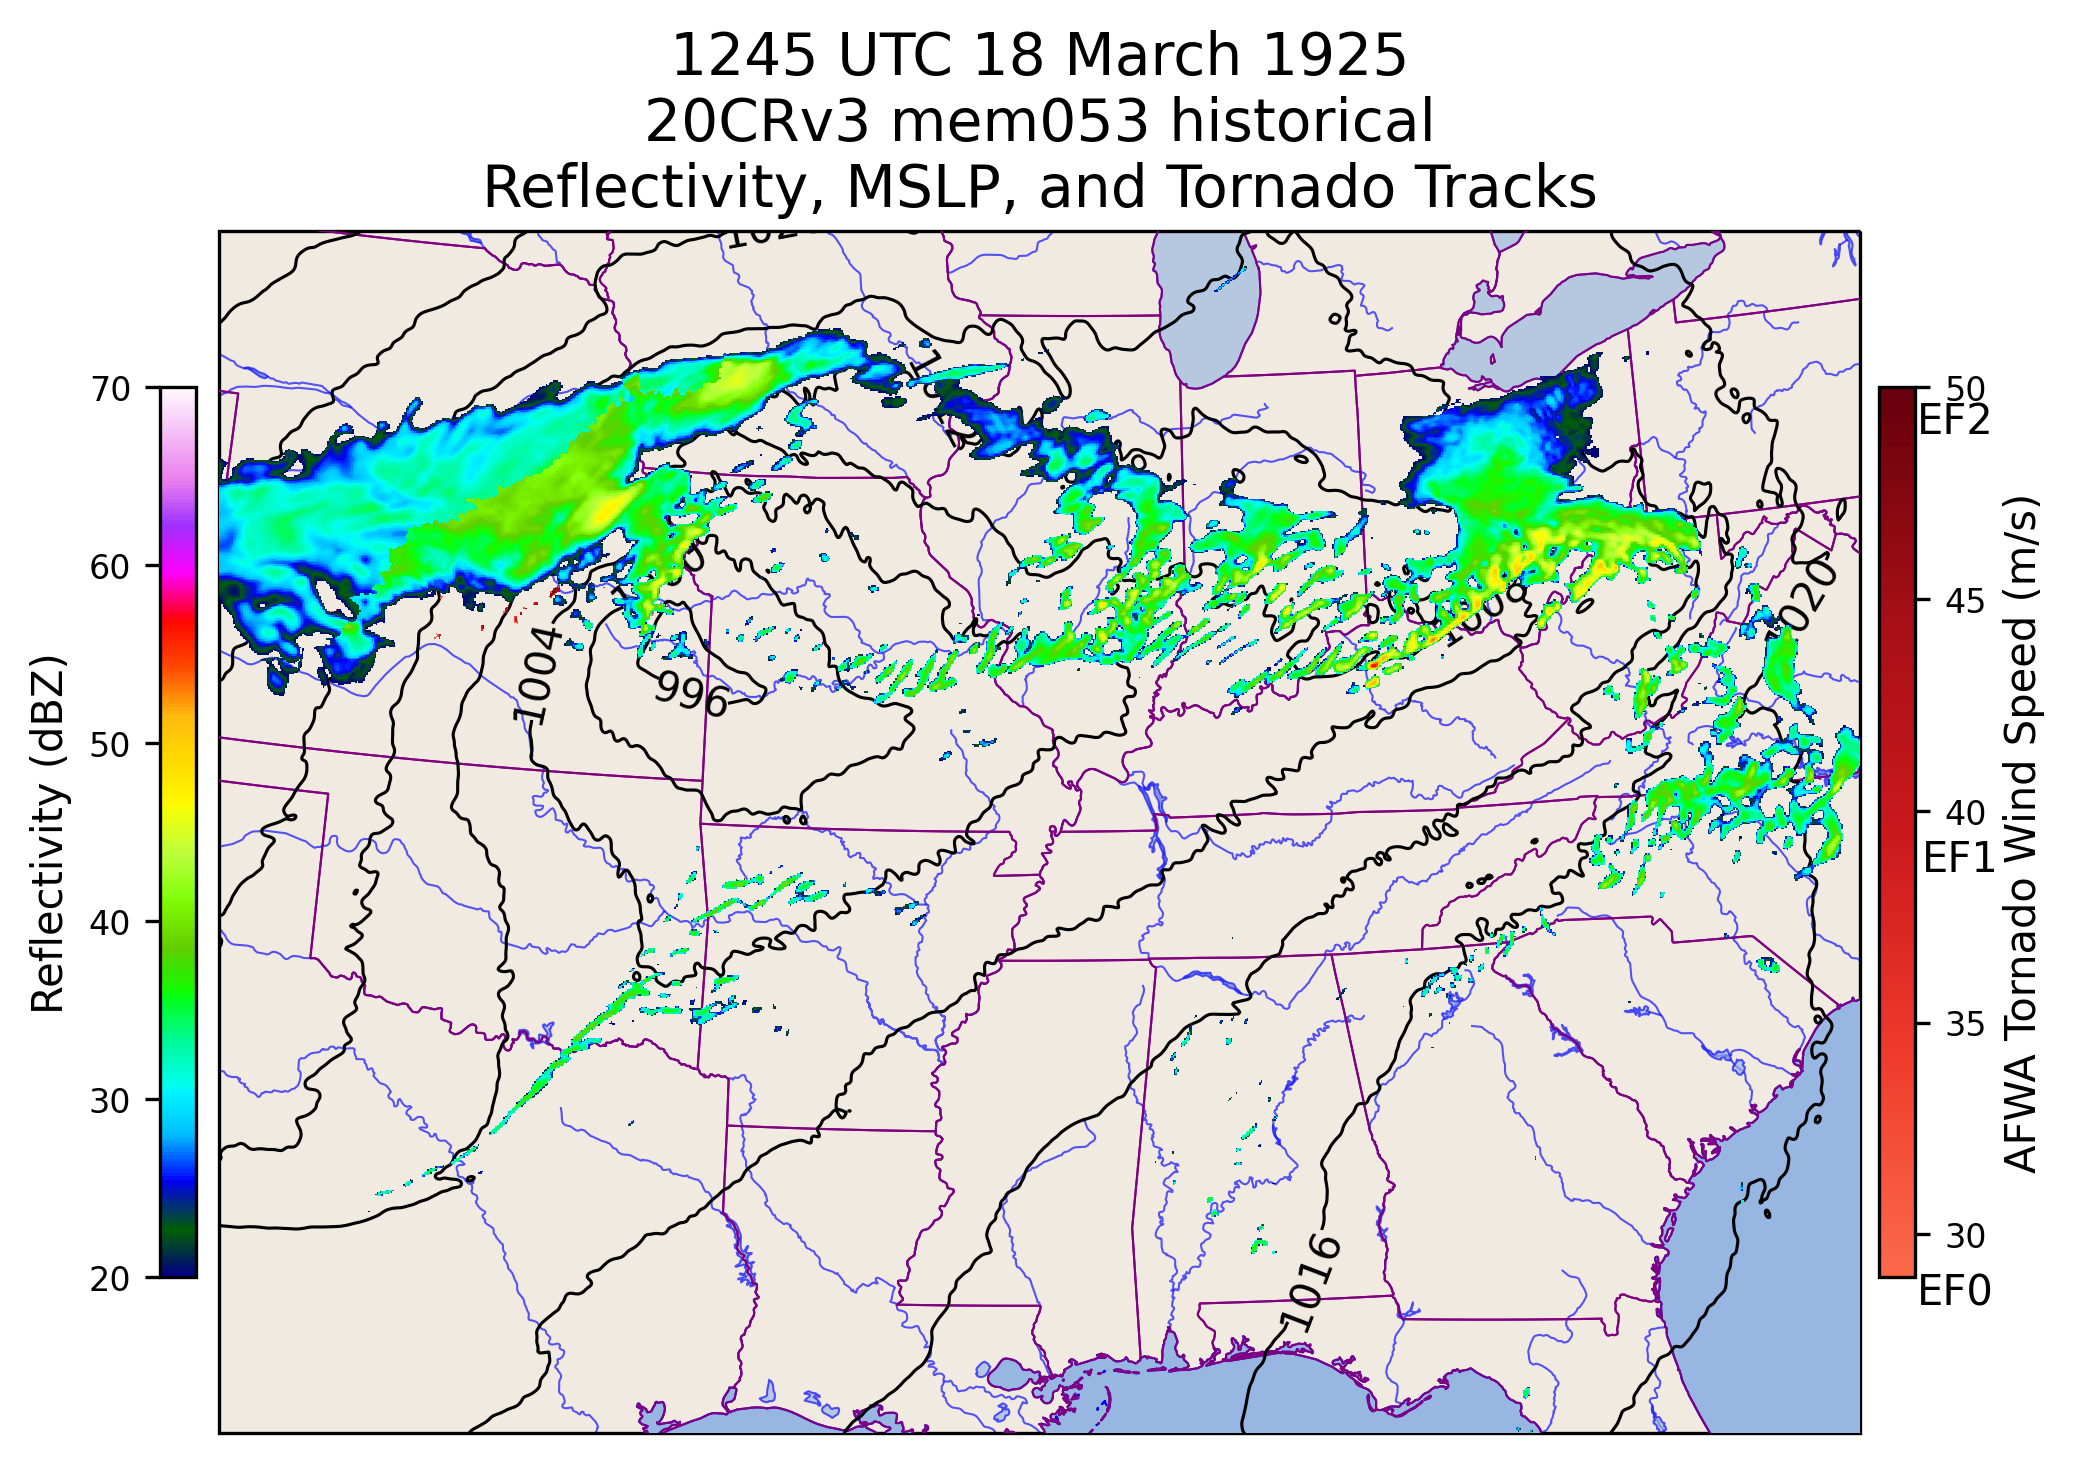 1245 UTC 18 March 1925
20CRv3 mem053 historical
Reflectivity, MSLP, and Tornado Tracks
70
60
50
40
30
20
Reflectivity (dBZ)
1004
996
1020
1016
50
EF2
45
40
EF1
35
30
EF0
AFWA Tornado Wind Speed (m/s)